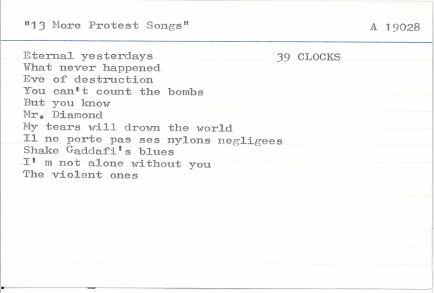 "13 More Protest Songs" A 19028
Eternal yesterdays 39 CLOCKS
What never happened
Eve of destruction
You can't count the bombs
But you know
Mr. Diamond
My tears will drown the world
Il ne porte pas ses nylons negligees
Shake Gaddafi's blues
I' m not alone without you
The violent ones